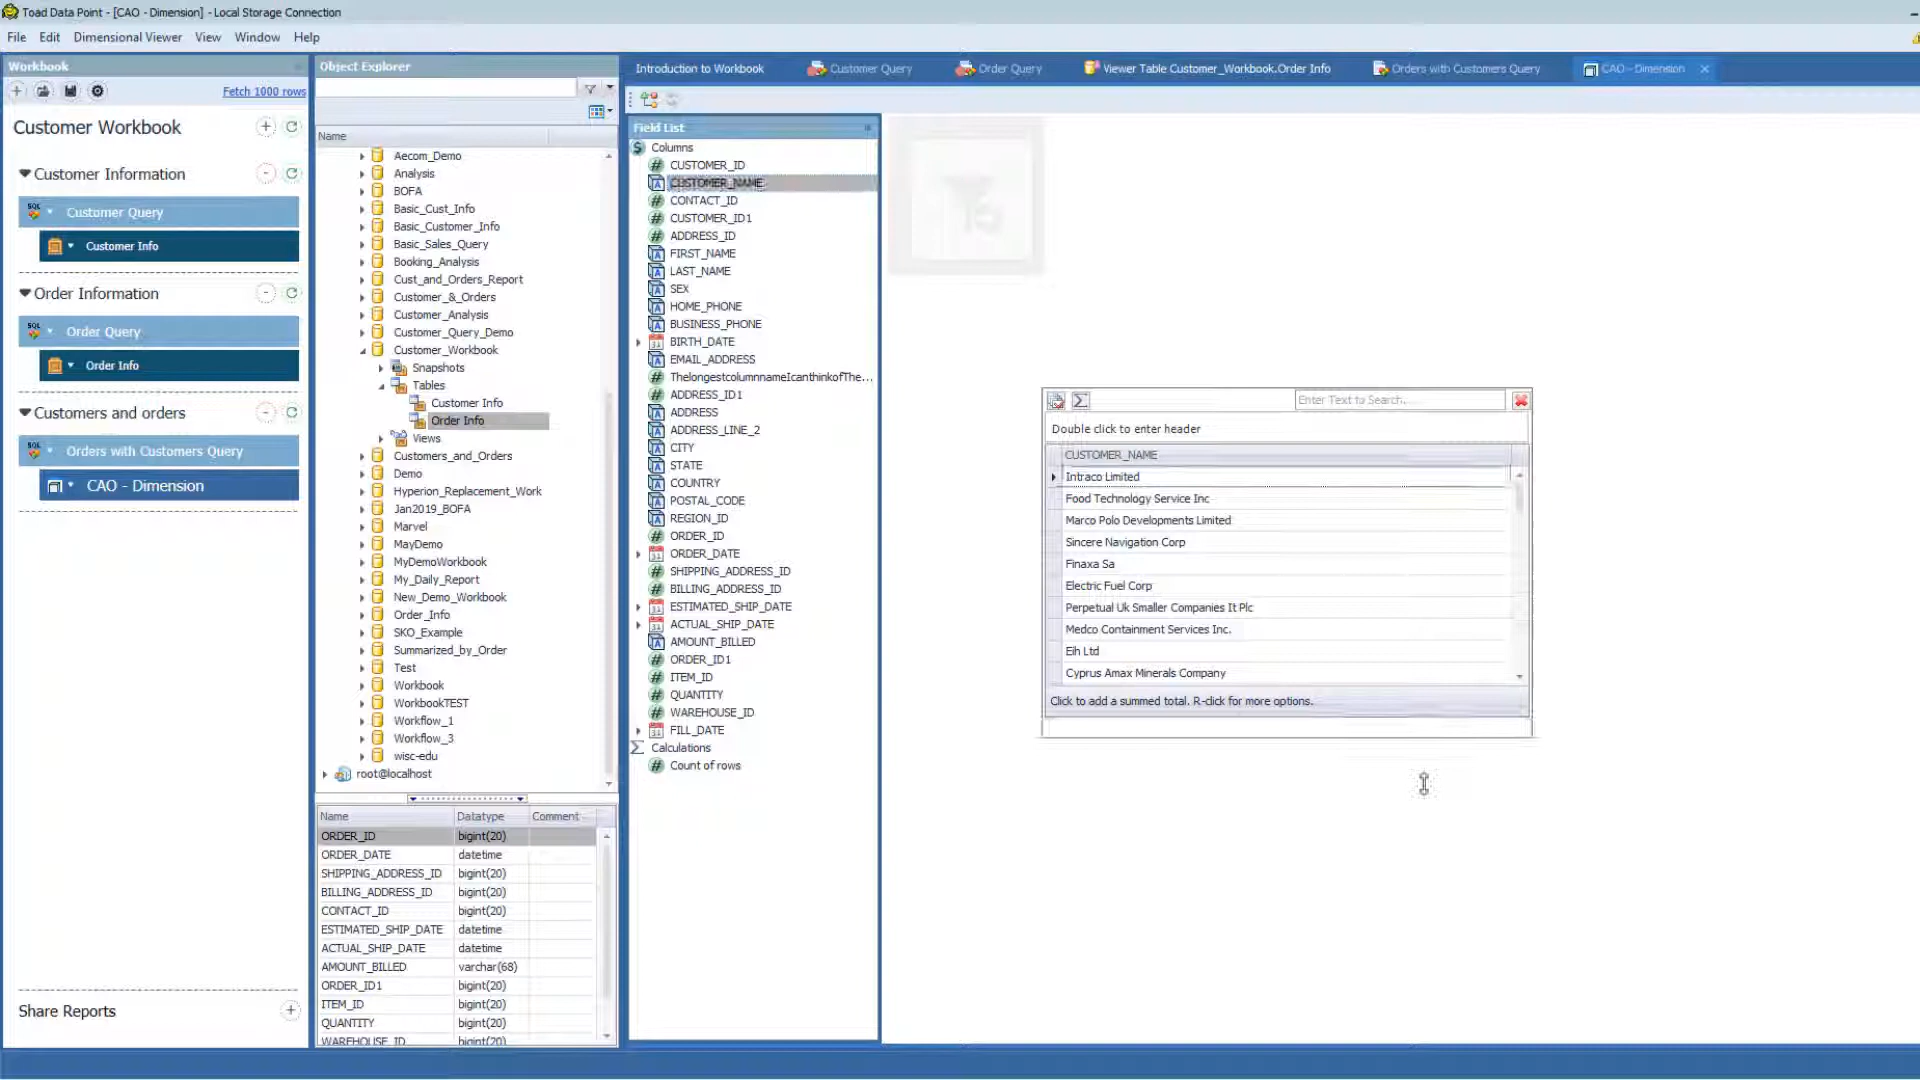 Toad Data Point - [CAO - Dimension] - Local Storage Connection
File Edit Dimensional Viewer View Window Help
Workbook
Fetch 1000 rows
Customer Workbook
Customer Information
SQL Customer Query
Customer Info
Order Information
SQL Order Query
Order Info
Customers and orders
SQL Orders with Customers Query
CAO - Dimension
Share Reports
Object Explorer
Name
Aecom_Demo
Analysis
BOFA
Basic_Cust_Info
Basic_Customer_Info
Basic_Sales_Query
Booking_Analysis
Cust_and_Orders_Report
Customer_&_Orders
Customer_Analysis
Customer_Query_Demo
Customer_Workbook
Snapshots
Tables
Customer Info
Order Info
Views
Customers_and_Orders
Demo
Hyperion_Replacement_Work
Jan2019_BOFA
Marvel
MayDemo
MyDemoWorkbook
My_Daily_Report
New_Demo_Workbook
Order_Info
SKO_Example
Summarized_by_Order
Test
Workbook
WorkbookTEST
Workflow_1
Workflow_3
wisc-edu
root@localhost
Name Datatype Comment
ORDER_ID bigint(20)
ORDER_DATE datetime
SHIPPING_ADDRESS_ID bigint(20)
BILLING_ADDRESS_ID bigint(20)
CONTACT_ID bigint(20)
ESTIMATED_SHIP_DATE datetime
ACTUAL_SHIP_DATE datetime
AMOUNT_BILLED varchar(68)
ORDER_ID1 bigint(20)
ITEM_ID bigint(20)
QUANTITY bigint(20)
WAREHOUSE_ID bigint(20)
Introduction to Workbook Customer Query Order Query Viewer Table Customer_Workbook.Order Info Orders with Customers Query CAO - Dimension
Field List
Columns
CUSTOMER_ID
CUSTOMER_NAME
CONTACT_ID
CUSTOMER_ID1
ADDRESS_ID
FIRST_NAME
LAST_NAME
SEX
HOME_PHONE
BUSINESS_PHONE
BIRTH_DATE
EMAIL_ADDRESS
ThelongestcolumnnameIcanthinkofThe...
ADDRESS_ID1
ADDRESS
ADDRESS_LINE_2
CITY
STATE
COUNTRY
POSTAL_CODE
REGION_ID
ORDER_ID
ORDER_DATE
SHIPPING_ADDRESS_ID
BILLING_ADDRESS_ID
ESTIMATED_SHIP_DATE
ACTUAL_SHIP_DATE
AMOUNT_BILLED
ORDER_ID1
ITEM_ID
QUANTITY
WAREHOUSE_ID
FILL_DATE
Calculations
Count of rows
Enter Text to Search...
Double click to enter header
CUSTOMER_NAME
Intraco Limited
Food Technology Service Inc
Marco Polo Developments Limited
Sincere Navigation Corp
Finaxa Sa
Electric Fuel Corp
Perpetual Uk Smaller Companies It Plc
Medco Containment Services Inc.
Elh Ltd
Cyprus Amax Minerals Company
Click to add a summed total. R-click for more options.